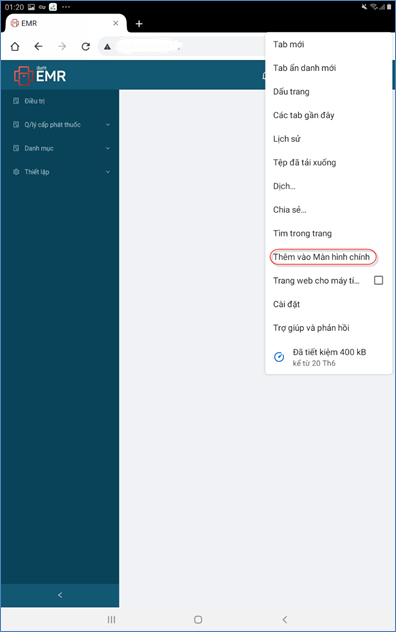 01:20
EMR
EMR
Điều trị
Q/lý cấp phát thuốc
Danh mục
Thiết lập
Tab mới
Tab ẩn danh mới
Dấu trang
Các tab gần đây
Lịch sử
Tệp đã tải xuống
Dịch...
Chia sẻ...
Tìm trong trang
Thêm vào Màn hình chính
Trang web cho máy tí...
Cài đặt
Trợ giúp và phản hồi
Đã tiết kiệm 400 kB
kể từ 20 Th6